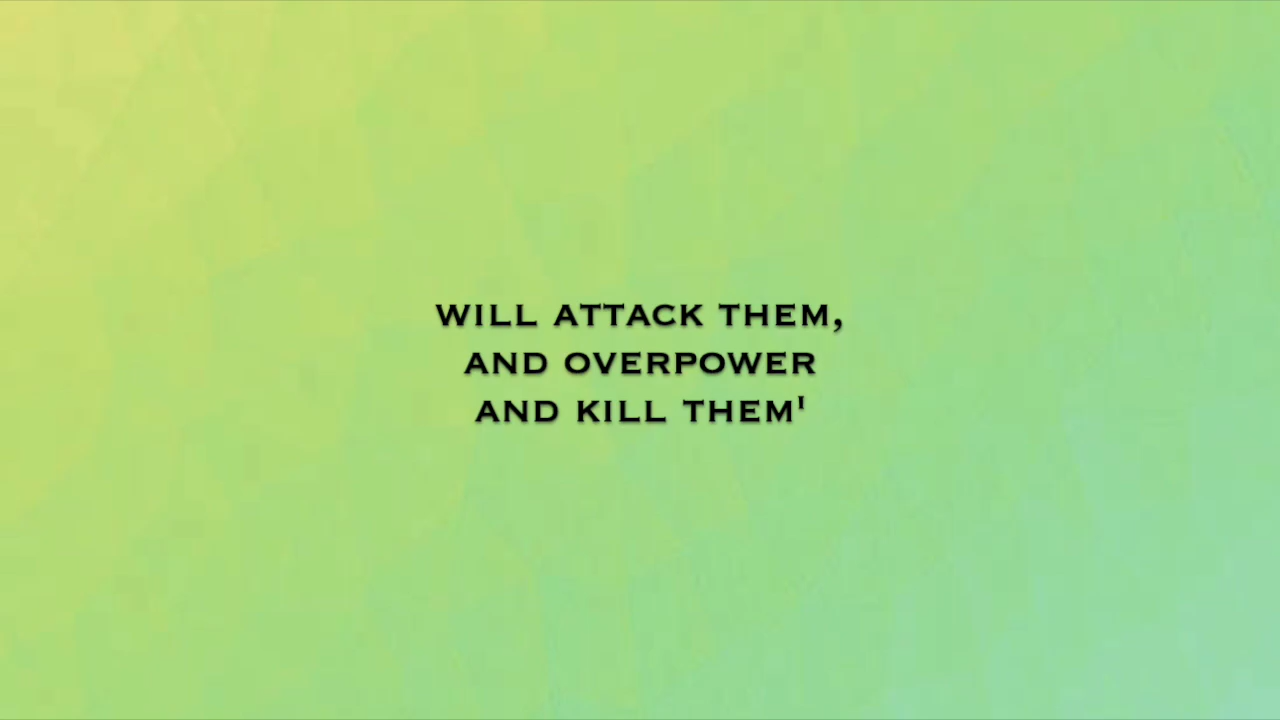 WILL ATTACK THEM,
AND OVERPOWER
AND KILL THEM'